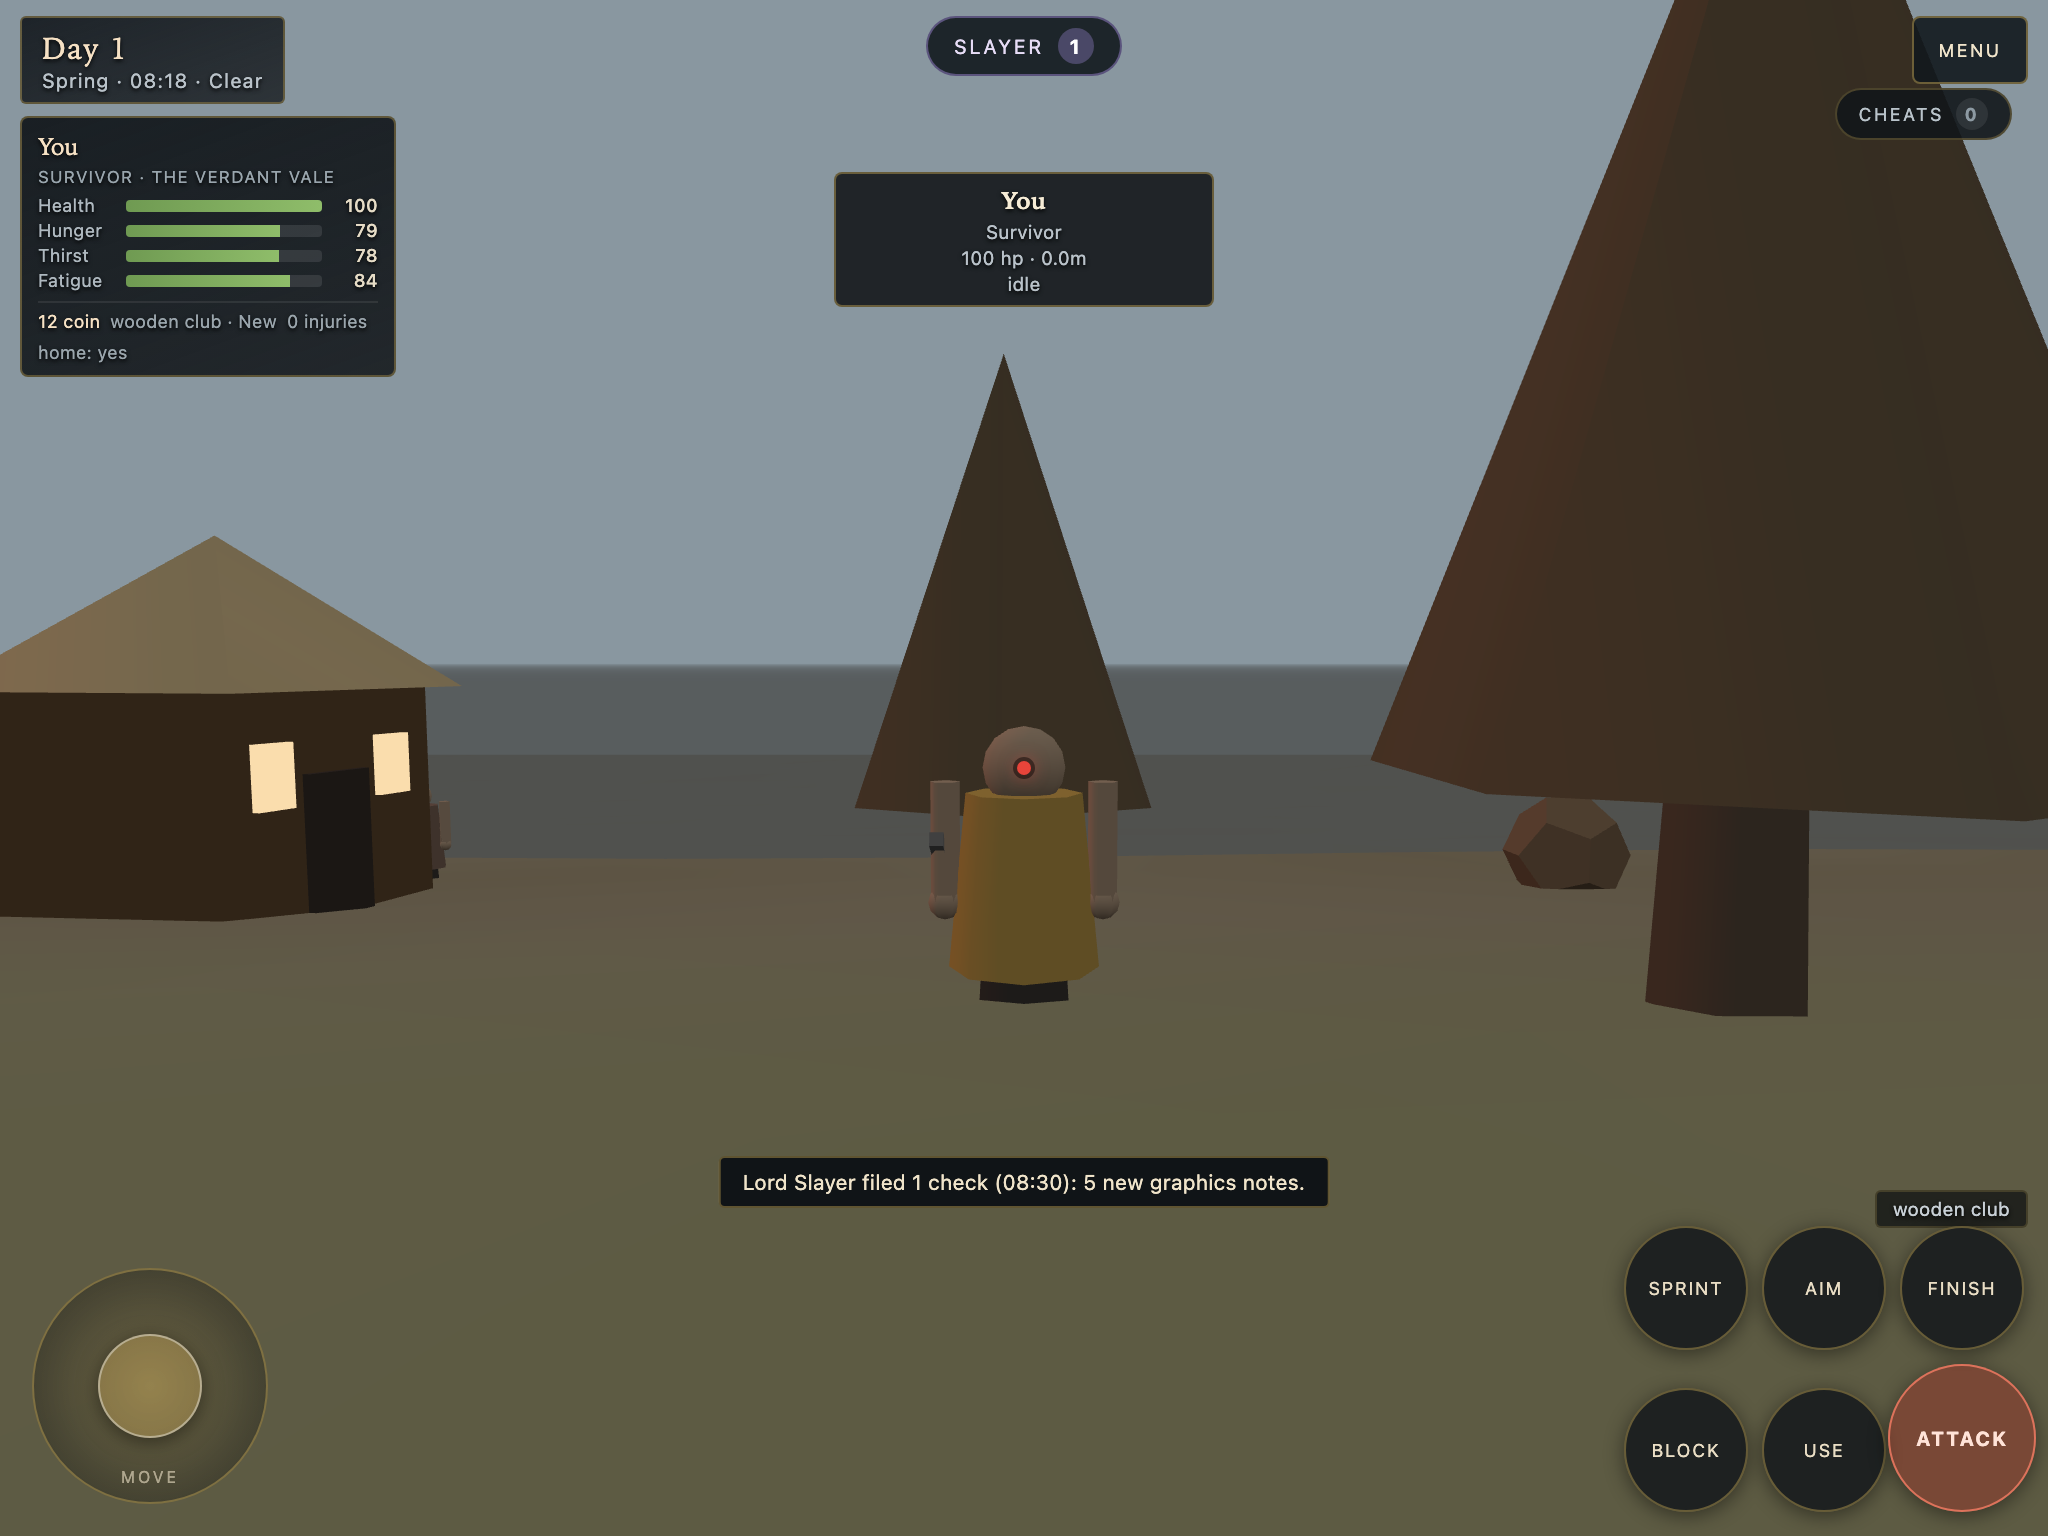 Day 1
Spring · 08:18 · Clear
SLAYER 1
MENU
CHEATS 0
You
SURVIVOR · THE VERDANT VALE
Health 100
Hunger 79
Thirst 78
Fatigue 84
12 coin wooden club · New 0 injuries
home: yes
You
Survivor
100 hp · 0.0m
idle
Lord Slayer filed 1 check (08:30): 5 new graphics notes.
wooden club
SPRINT AIM FINISH
BLOCK USE ATTACK
MOVE